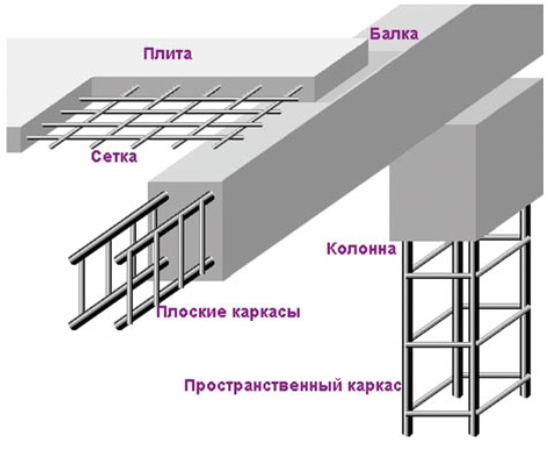 Балка
Плита
Сетка
Колонна
Плоские каркасы
Пространственный каркас